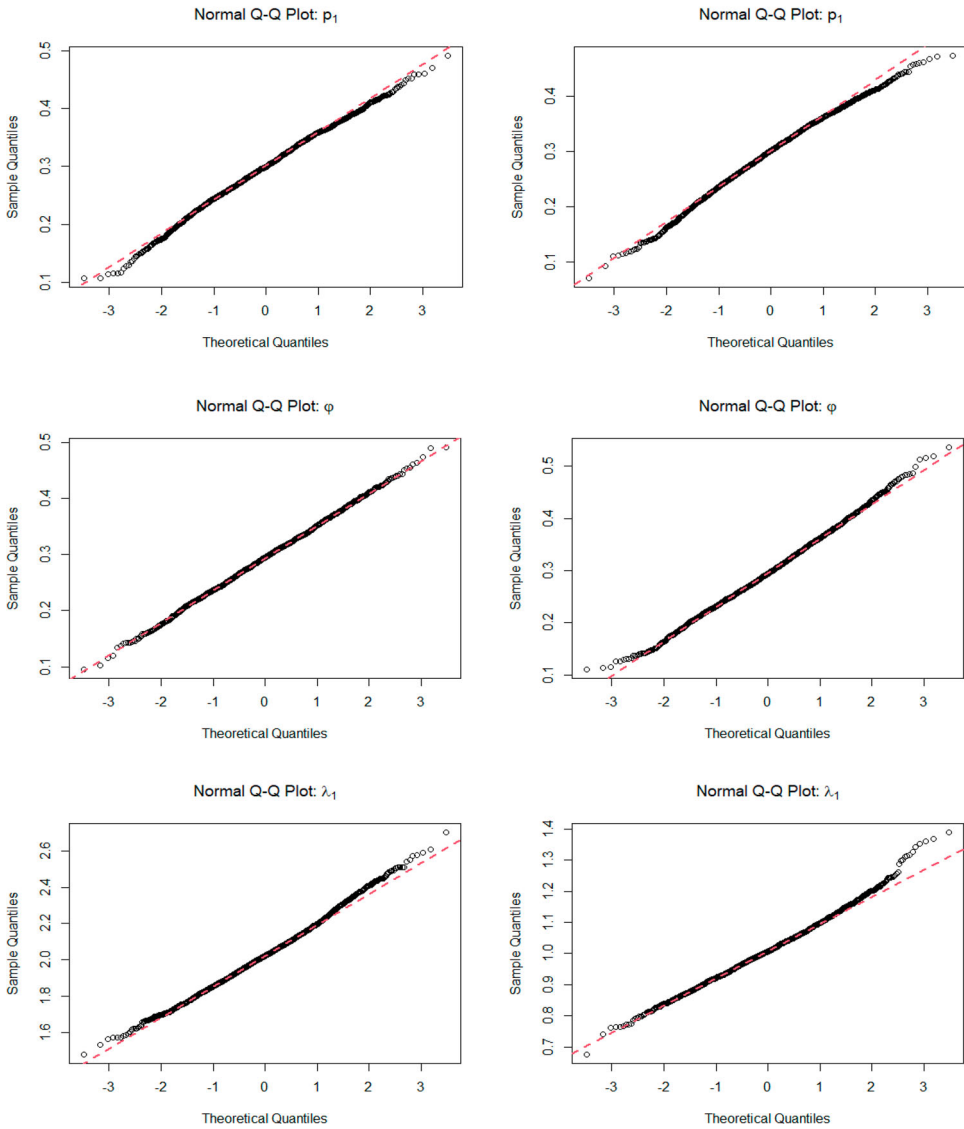 Normal Q-Q Plot: p₁
Sample Quantiles
0.5
0.4
0.3
0.2
0.1
-3 -2 -1 0 1 2 3
Theoretical Quantiles
Normal Q-Q Plot: p₁
Sample Quantiles
0.4
0.3
0.2
0.1
-3 -2 -1 0 1 2 3
Theoretical Quantiles
Normal Q-Q Plot: φ
Sample Quantiles
0.5
0.4
0.3
0.2
0.1
-3 -2 -1 0 1 2 3
Theoretical Quantiles
Normal Q-Q Plot: φ
Sample Quantiles
0.5
0.4
0.3
0.2
0.1
-3 -2 -1 0 1 2 3
Theoretical Quantiles
Normal Q-Q Plot: λ₁
Sample Quantiles
2.6
2.4
2.2
2.0
1.8
1.6
-3 -2 -1 0 1 2 3
Theoretical Quantiles
Normal Q-Q Plot: λ₁
Sample Quantiles
1.4
1.3
1.2
1.1
1.0
0.9
0.8
0.7
-3 -2 -1 0 1 2 3
Theoretical Quantiles